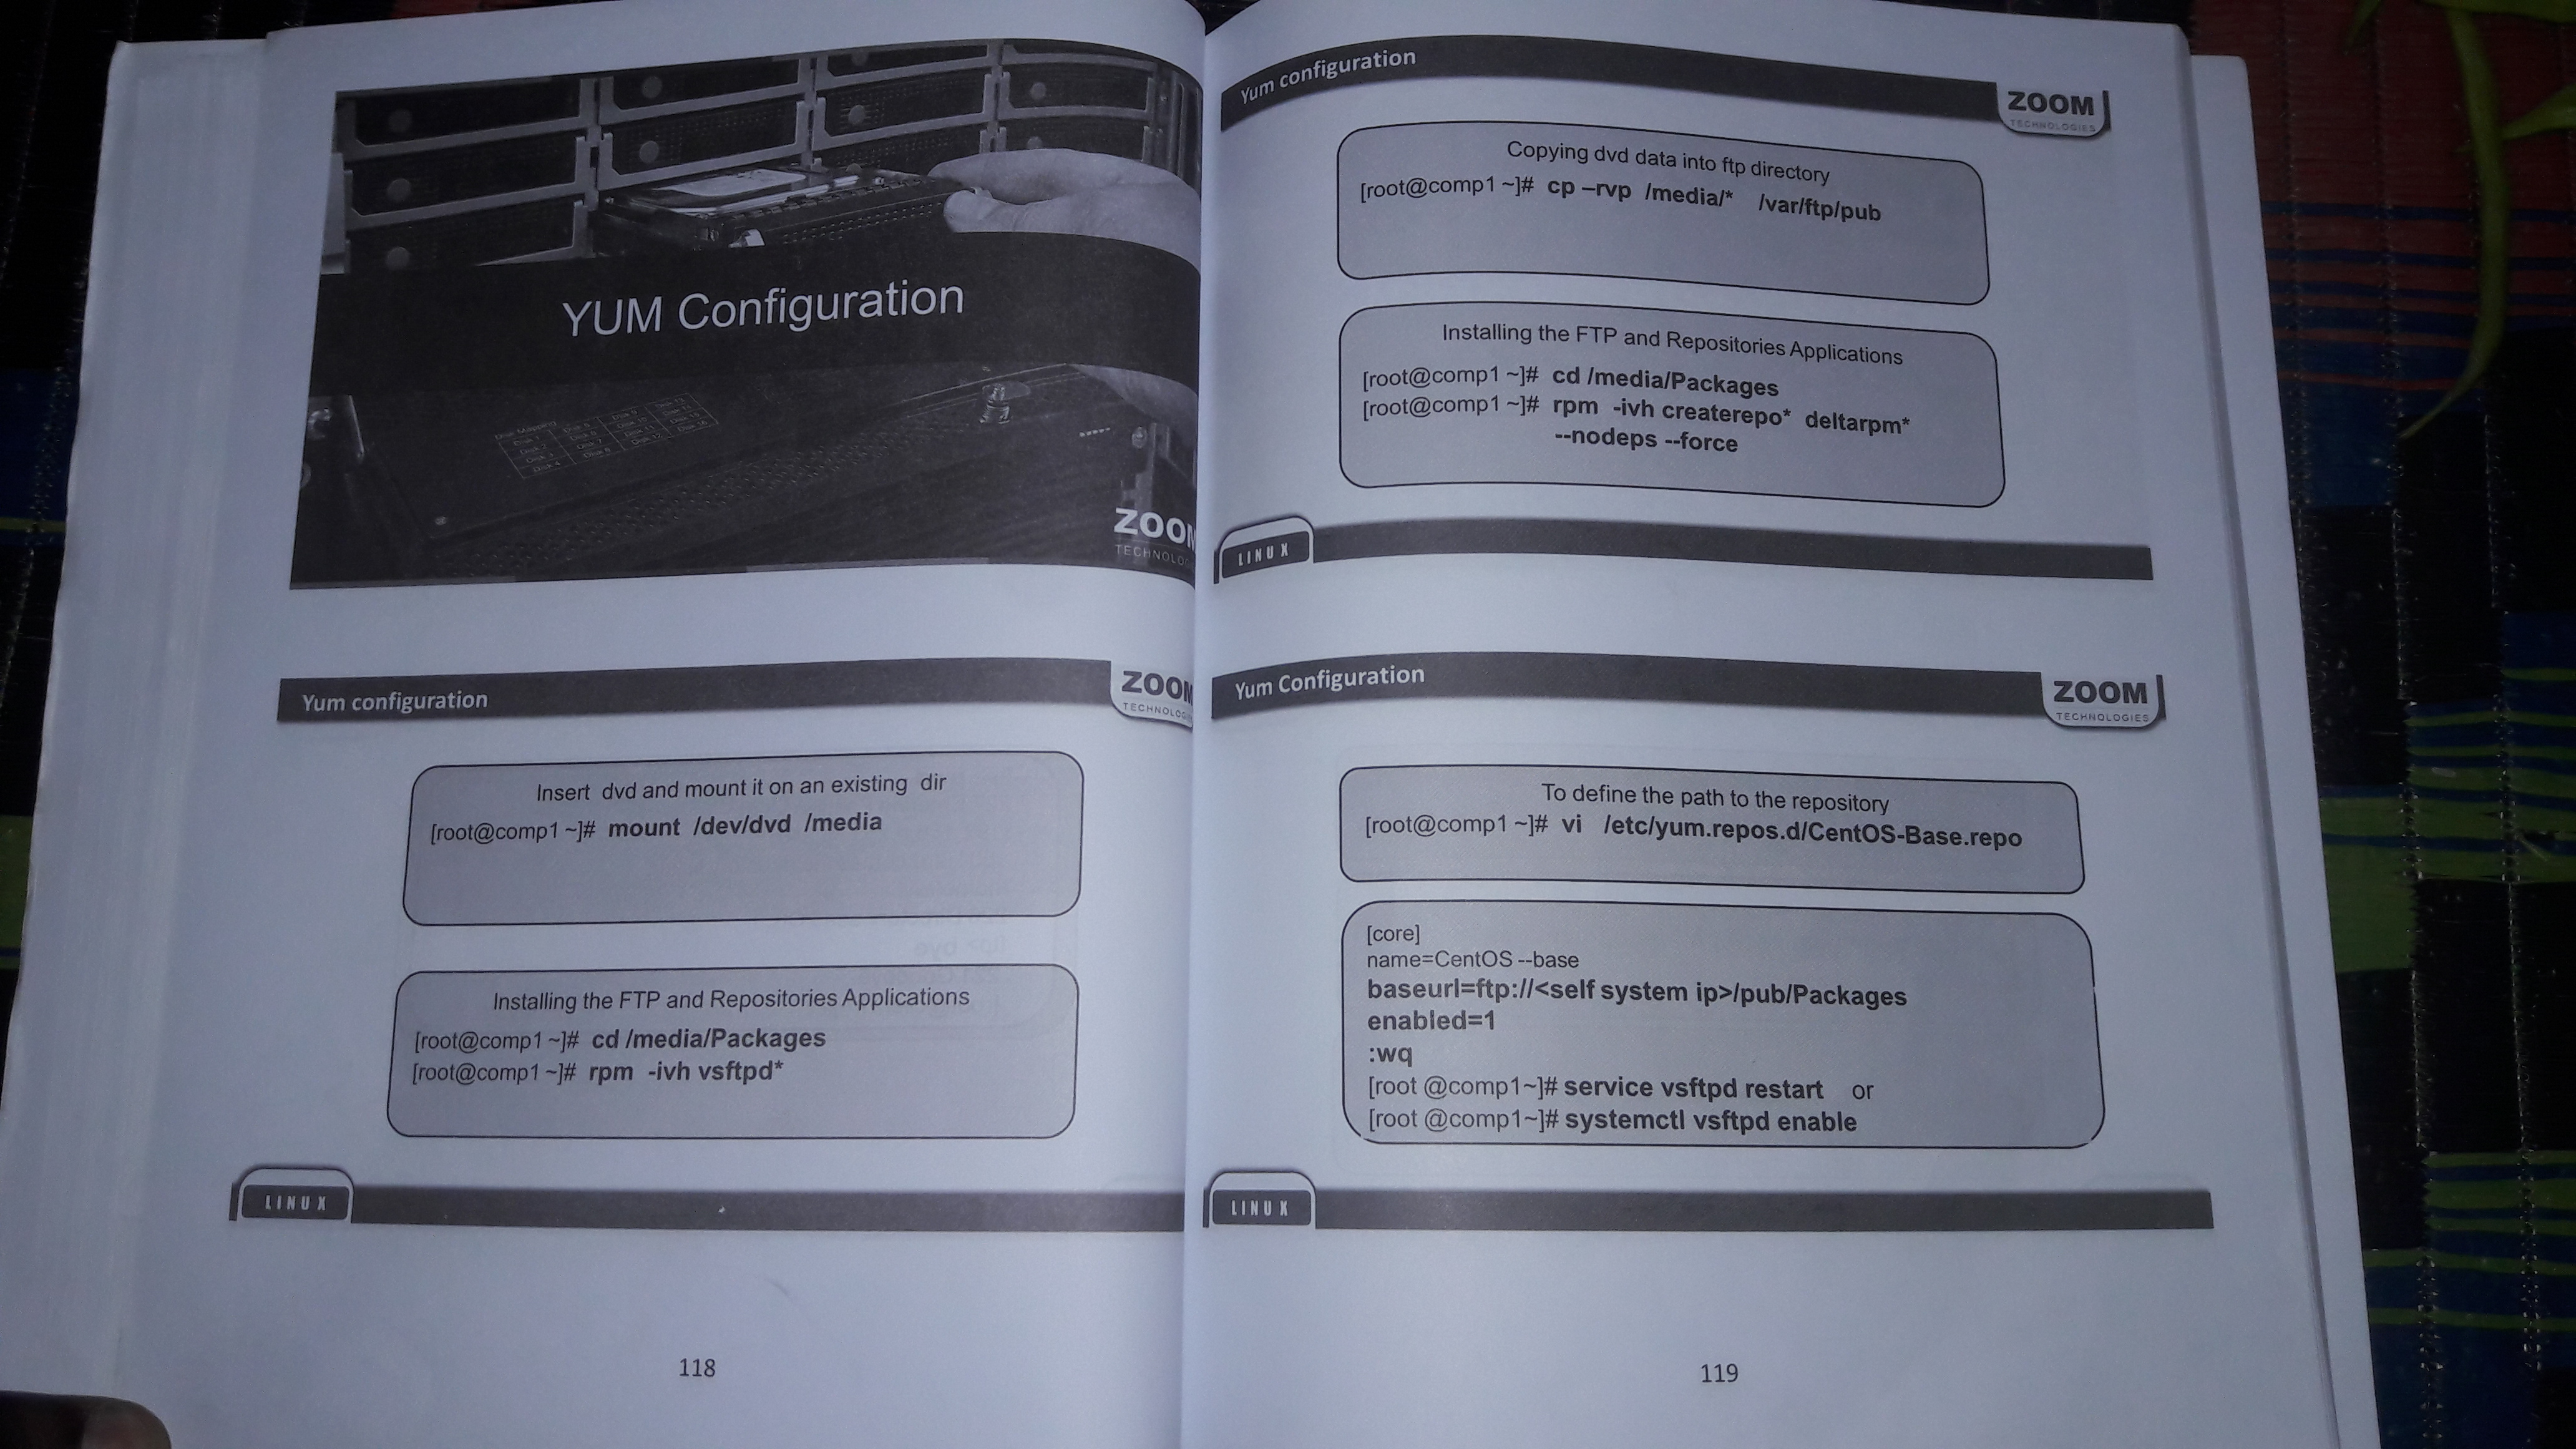 YUM Configuration
ZOOM
TECHNOLOG
Yum configuration
ZOOM
TECHNOLOGI
Insert dvd and mount it on an existing dir
[root@comp1 ~]# mount /dev/dvd /media
Installing the FTP and Repositories Applications
[root@comp1 ~]# cd /media/Packages
[root@comp1 ~]# rpm -ivh vsftpd*
LINUX
118
Yum configuration
ZOOM
TECHNOLOGIES
Copying dvd data into ftp directory
[root@comp1 ~]# cp –rvp /media/* /var/ftp/pub
Installing the FTP and Repositories Applications
[root@comp1 ~]# cd /media/Packages
[root@comp1 ~]# rpm -ivh createrepo* deltarpm*
--nodeps --force
LINUX
Yum Configuration
ZOOM
TECHNOLOGIES
To define the path to the repository
[root@comp1 ~]# vi /etc/yum.repos.d/CentOS-Base.repo
[core]
name=CentOS --base
baseurl=ftp://<self system ip>/pub/Packages
enabled=1
:wq
[root @comp1~]# service vsftpd restart or
[root @comp1~]# systemctl vsftpd enable
LINUX
119